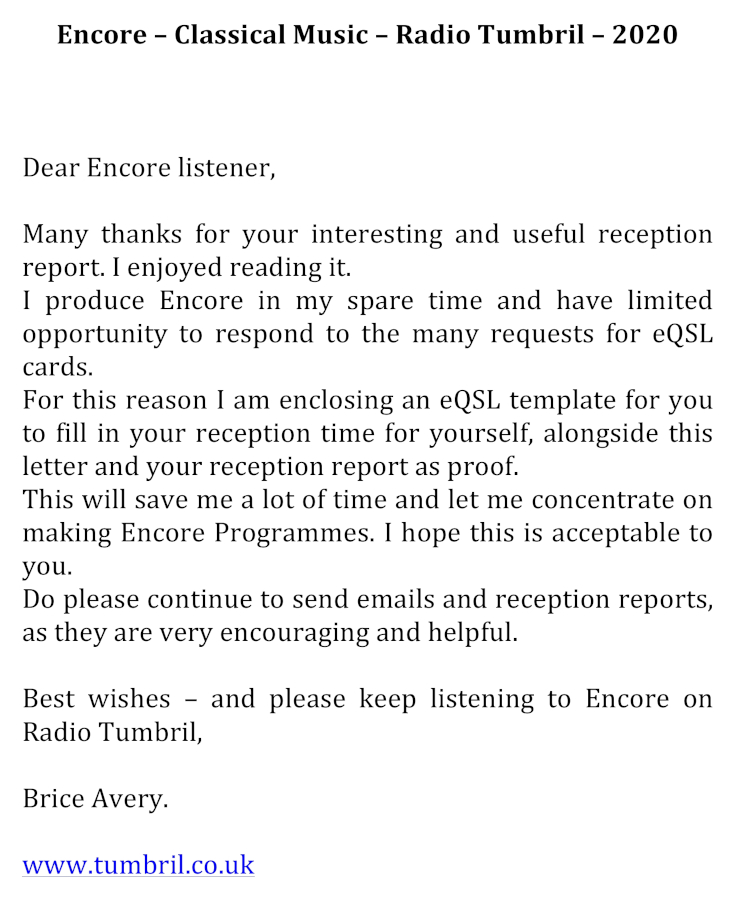 Encore – Classical Music – Radio Tumbril – 2020
Dear Encore listener,
Many thanks for your interesting and useful reception
report. I enjoyed reading it.
I produce Encore in my spare time and have limited
opportunity to respond to the many requests for eQSL
cards.
For this reason I am enclosing an eQSL template for you
to fill in your reception time for yourself, alongside this
letter and your reception report as proof.
This will save me a lot of time and let me concentrate on
making Encore Programmes. I hope this is acceptable to
you.
Do please continue to send emails and reception reports,
as they are very encouraging and helpful.
Best wishes – and please keep listening to Encore on
Radio Tumbril,
Brice Avery.
www.tumbril.co.uk